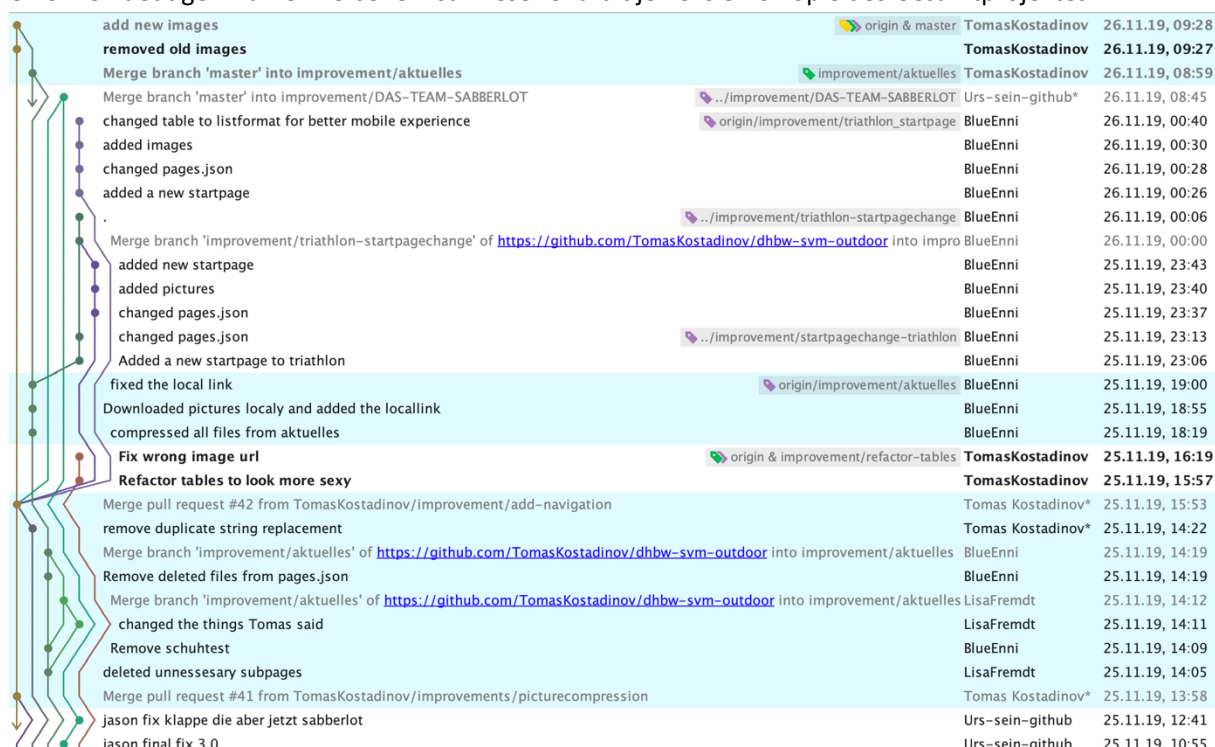 add new images origin & master TomasKostadinov 26.11.19, 09:28
removed old images TomasKostadinov 26.11.19, 09:27
Merge branch 'master' into improvement/aktuelles improvement/aktuelles TomasKostadinov 26.11.19, 08:59
Merge branch 'master' into improvement/DAS-TEAM-SABBERLOT ../improvement/DAS-TEAM-SABBERLOT Urs-sein-github* 26.11.19, 08:45
changed table to listformat for better mobile experience origin/improvement/triathlon_startpage BlueEnni 26.11.19, 00:40
added images BlueEnni 26.11.19, 00:30
changed pages.json BlueEnni 26.11.19, 00:28
added a new startpage BlueEnni 26.11.19, 00:26
. ../improvement/triathlon-startpagechange BlueEnni 26.11.19, 00:06
Merge branch 'improvement/triathlon-startpagechange' of https://github.com/TomasKostadinov/dhbw-svm-outdoor into impro BlueEnni 26.11.19, 00:00
added new startpage BlueEnni 25.11.19, 23:43
added pictures BlueEnni 25.11.19, 23:40
changed pages.json BlueEnni 25.11.19, 23:37
changed pages.json ../improvement/startpagechange-triathlon BlueEnni 25.11.19, 23:13
Added a new startpage to triathlon BlueEnni 25.11.19, 23:06
fixed the local link origin/improvement/aktuelles BlueEnni 25.11.19, 19:00
Downloaded pictures localy and added the locallink BlueEnni 25.11.19, 18:55
compressed all files from aktuelles BlueEnni 25.11.19, 18:19
Fix wrong image url origin & improvement/refactor-tables TomasKostadinov 25.11.19, 16:19
Refactor tables to look more sexy TomasKostadinov 25.11.19, 15:57
Merge pull request #42 from TomasKostadinov/improvement/add-navigation Tomas Kostadinov* 25.11.19, 15:53
remove duplicate string replacement Tomas Kostadinov* 25.11.19, 14:22
Merge branch 'improvement/aktuelles' of https://github.com/TomasKostadinov/dhbw-svm-outdoor into improvement/aktuelles BlueEnni 25.11.19, 14:19
Remove deleted files from pages.json BlueEnni 25.11.19, 14:19
Merge branch 'improvement/aktuelles' of https://github.com/TomasKostadinov/dhbw-svm-outdoor into improvement/aktuelles LisaFremdt 25.11.19, 14:12
changed the things Tomas said LisaFremdt 25.11.19, 14:11
Remove schuhtest BlueEnni 25.11.19, 14:09
deleted unnessesary subpages LisaFremdt 25.11.19, 14:05
Merge pull request #41 from TomasKostadinov/improvements/picturecompression Tomas Kostadinov* 25.11.19, 13:58
jason fix klappe die aber jetzt sabberlot Urs-sein-github 25.11.19, 12:41
jason final fix 3.0 Urs-sein-github 25.11.19, 10:55